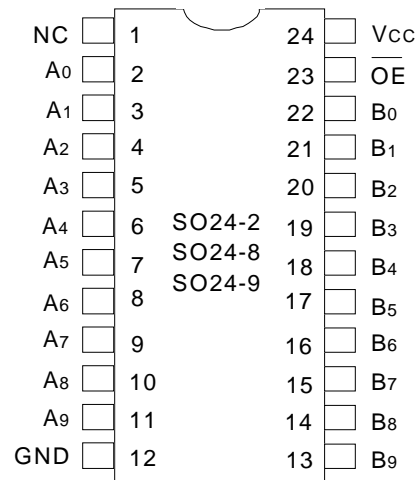 NC 1 24 Vcc
A0 2 23 OE
A1 3 22 B0
A2 4 21 B1
A3 5 20 B2
A4 6 SO24-2 19 B3
A5 7 SO24-8 18 B4
A6 8 SO24-9 17 B5
A7 9 16 B6
A8 10 15 B7
A9 11 14 B8
GND 12 13 B9